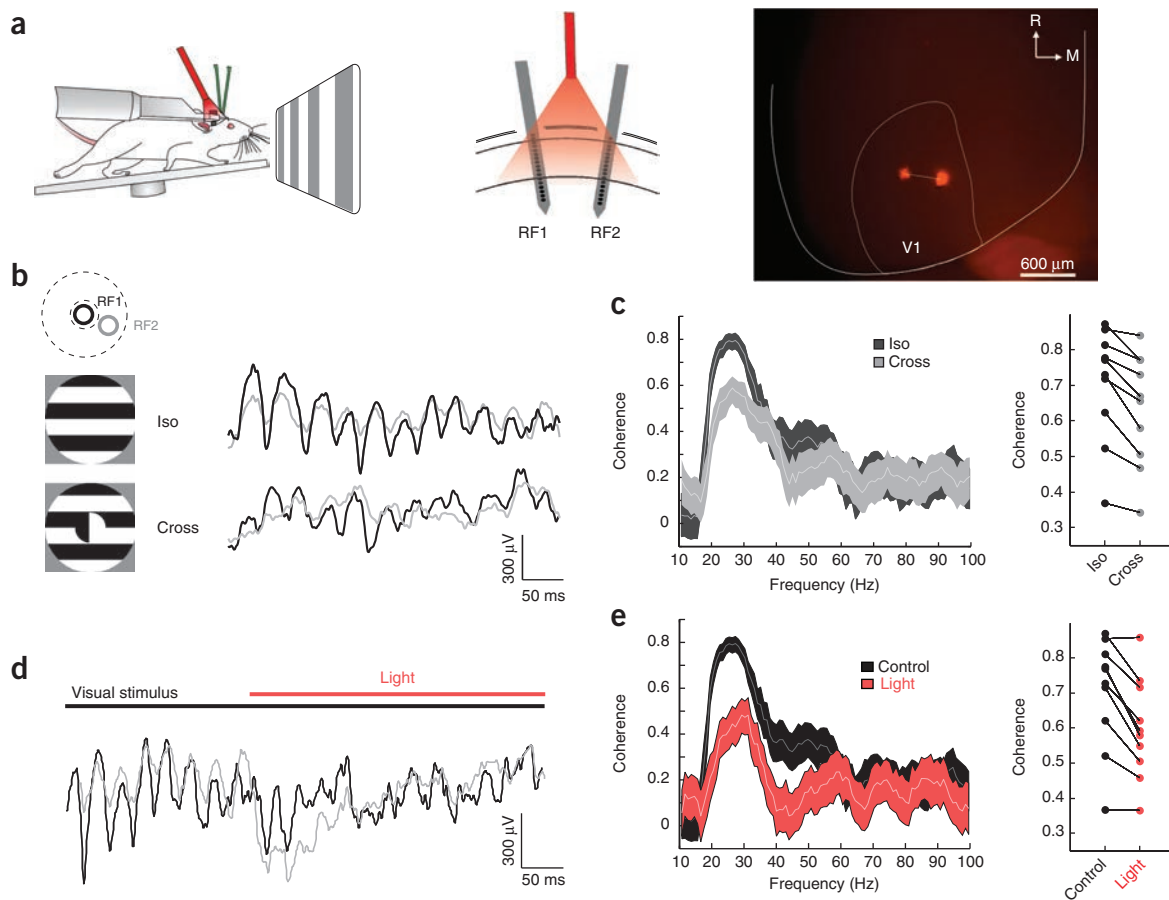 a
R
M
RF1
RF2
V1
600 μm
b
RF1
RF2
Iso
Cross
300 μV
50 ms
c
Coherence
0.8
0.6
0.4
0.2
0
Iso
Cross
10 20 30 40 50 60 70 80 90 100
Frequency (Hz)
Coherence
0.8
0.7
0.6
0.5
0.4
0.3
Iso
Cross
d
Light
Visual stimulus
300 μV
50 ms
e
Coherence
0.8
0.6
0.4
0.2
0
Control
Light
10 20 30 40 50 60 70 80 90 100
Frequency (Hz)
Coherence
0.8
0.7
0.6
0.5
0.4
0.3
Control
Light